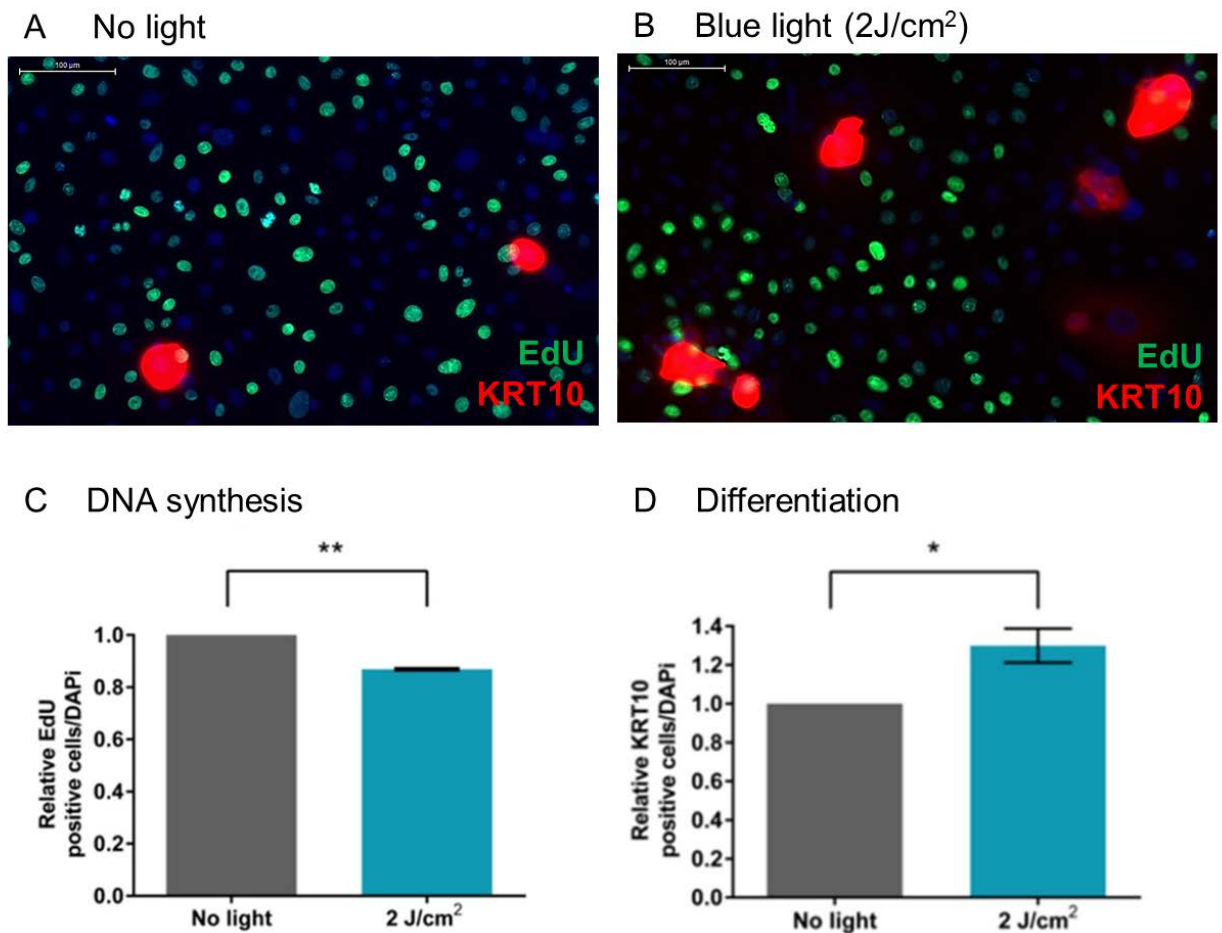 A No light
B Blue light (2J/cm²)
100 µm
100 µm
EdU
KRT10
EdU
KRT10
C DNA synthesis
D Differentiation
**
Relative EdU
positive cells/DAPi
1.0
0.8
0.6
0.4
0.2
0.0
No light
2 J/cm²
*
Relative KRT10
positive cells/DAPi
1.4
1.2
1.0
0.8
0.6
0.4
0.2
0.0
No light
2 J/cm²